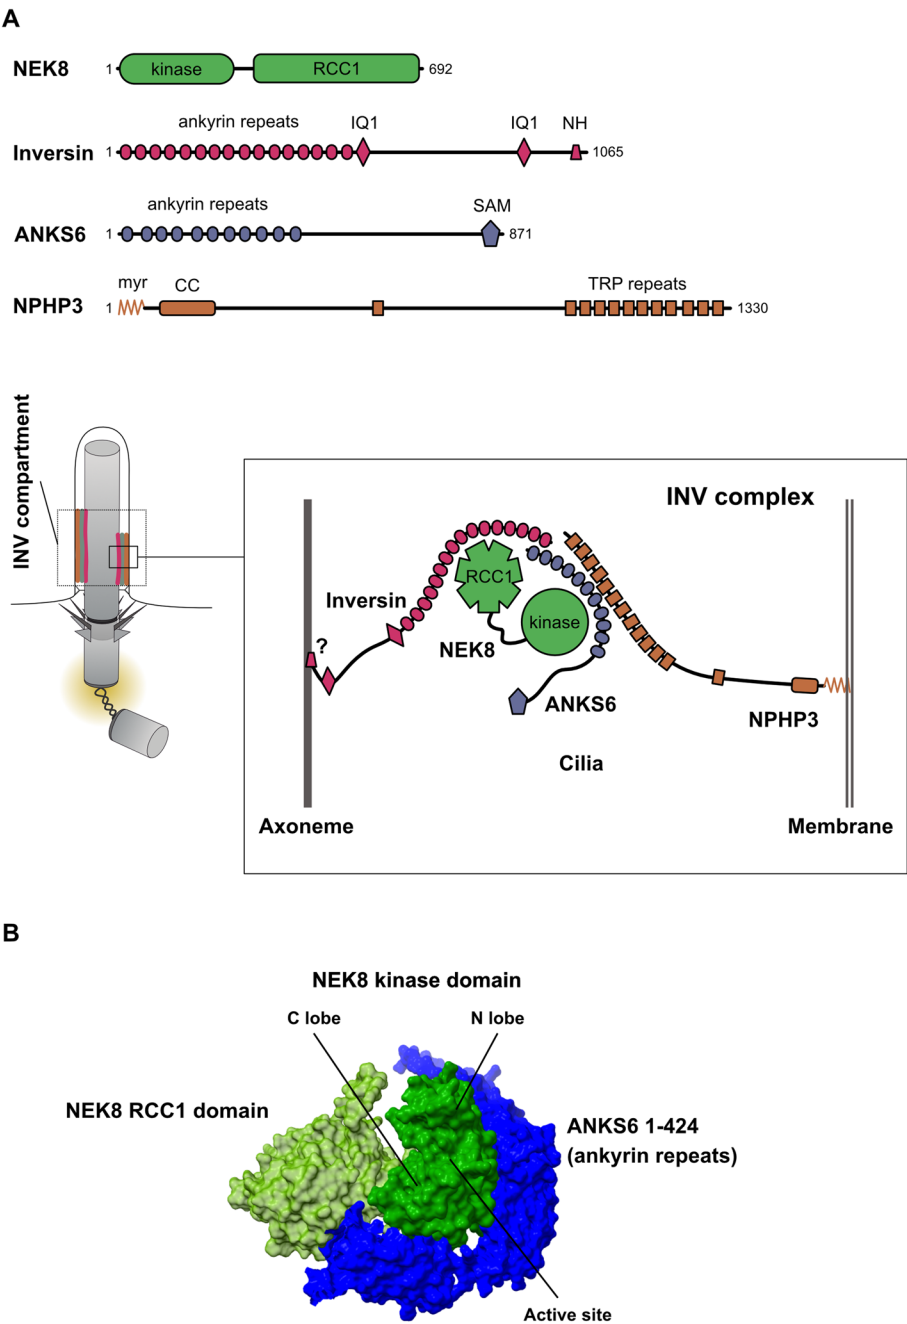 A
NEK8 1 kinase RCC1 692
ankyrin repeats IQ1 IQ1 NH
Inversin 1 1065
ankyrin repeats SAM
ANKS6 1 871
myr CC TRP repeats
NPHP3 1 1330
INV compartment
INV complex
RCC1
Inversin
kinase
?
NEK8
ANKS6
NPHP3
Cilia
Axoneme
Membrane
B
NEK8 kinase domain
C lobe N lobe
NEK8 RCC1 domain
ANKS6 1-424
(ankyrin repeats)
Active site